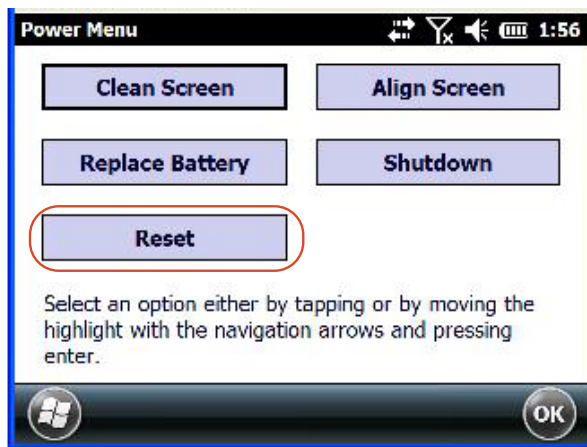 Power Menu 1:56
Clean Screen Align Screen
Replace Battery Shutdown
Reset
Select an option either by tapping or by moving the
highlight with the navigation arrows and pressing
enter.
OK